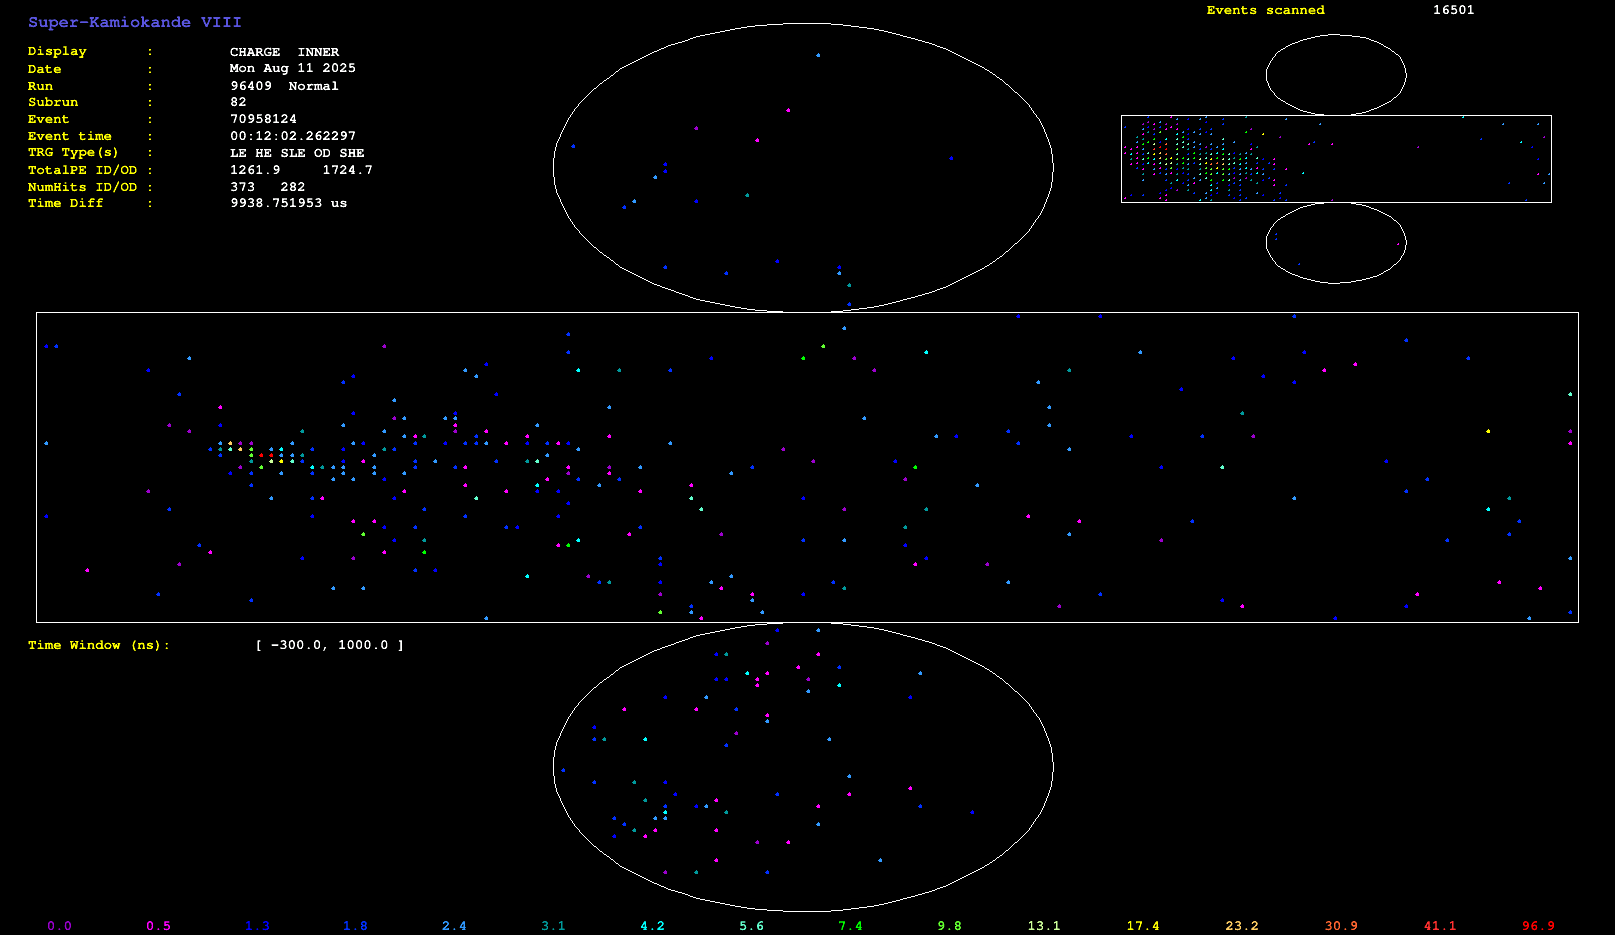 Super-Kamiokande VIII
Events scanned 16501
Display : CHARGE INNER
Date : Mon Aug 11 2025
Run : 96409 Normal
Subrun : 82
Event : 70958124
Event time : 00:12:02.262297
TRG Type(s) : LE HE SLE OD SHE
TotalPE ID/OD : 1261.9 1724.7
NumHits ID/OD : 373 282
Time Diff : 9938.751953 us
Time Window (ns): [ -300.0, 1000.0 ]
0.0 0.5 1.3 1.8 2.4 3.1 4.2 5.6 7.4 9.8 13.1 17.4 23.2 30.9 41.1 96.9